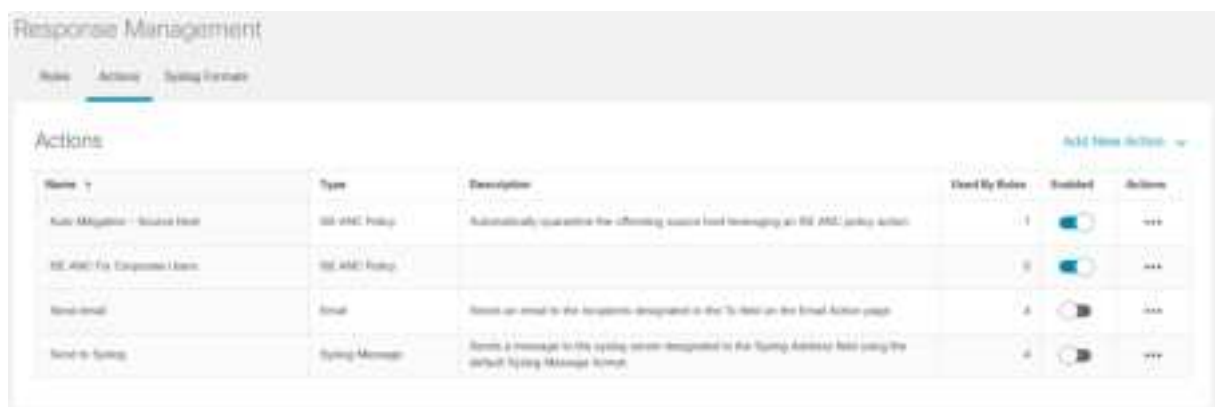 Response Management
Rules Actions Syslog Formats
Actions
Add New Action
Name Type Description Used By Rules Enabled Actions
Auto Mitigation - Source Host ISE ANC Policy Automatically quarantine the offending source host leveraging an ISE ANC policy action. 1
ISE ANC For Corporate Users ISE ANC Policy
Send email Email Sends an email to the recipients designated in the To field on the Email Action page. 4
Send to Syslog Syslog Message Sends a message to the syslog server designated in the Syslog Address field using the
default Syslog Message format. 4